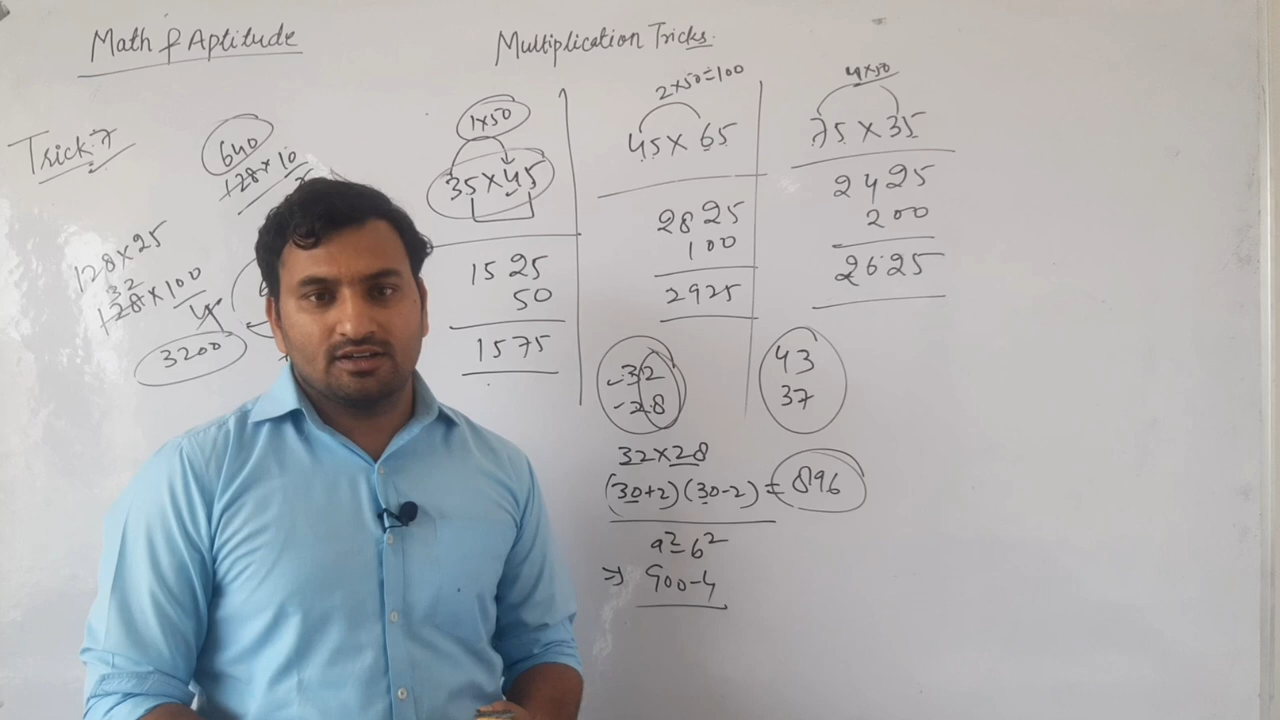 Math & Aptitude
Multiplication Tricks.
Trick: 7
640
128 × 10
128 × 25
32
128 × 100
4
3200
1×50
35 × 45
1525
50
1575
2×50=100
45 × 65
2825
100
2925
4×50
75 × 35
2425
200
2625
-32
-28
43
37
32×28
(30+2)(30-2) = 896
a²-b²
⇒ 900-4